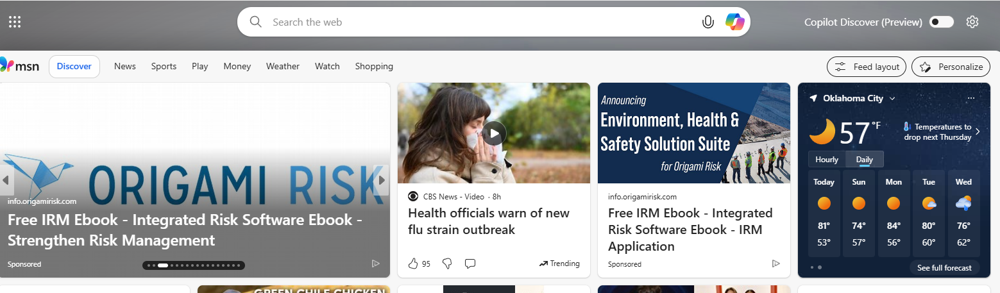 Search the web
Copilot Discover (Preview)
msn
Discover
News
Sports
Play
Money
Weather
Watch
Shopping
Feed layout
Personalize
ORIGAMI RISK
info.origamirisk.com
Free IRM Ebook - Integrated Risk Software Ebook -
Strengthen Risk Management
Sponsored
CBS News - Video · 8h
Health officials warn of new
flu strain outbreak
95
Trending
Announcing
Environment, Health &
Safety Solution Suite
for Origami Risk
info.origamirisk.com
Free IRM Ebook - Integrated
Risk Software Ebook - IRM
Application
Sponsored
Oklahoma City
57 °F
Temperatures to
drop next Thursday
Hourly
Daily
Today Sun Mon Tue Wed
81° 74° 84° 80° 76°
53° 57° 56° 60° 62°
See full forecast
GREEN CHILE CHICKEN